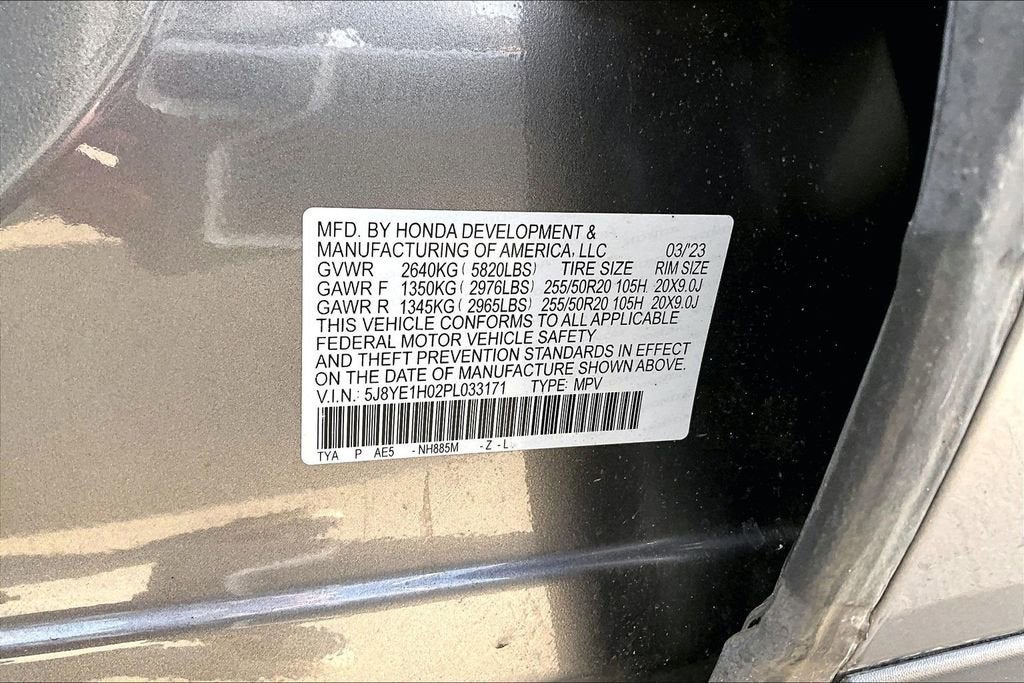 MFD. BY HONDA DEVELOPMENT &
MANUFACTURING OF AMERICA, LLC 03/'23
GVWR 2640KG ( 5820LBS) TIRE SIZE RIM SIZE
GAWR F 1350KG ( 2976LBS) 255/50R20 105H 20X9.0J
GAWR R 1345KG ( 2965LBS) 255/50R20 105H 20X9.0J
THIS VEHICLE CONFORMS TO ALL APPLICABLE
FEDERAL MOTOR VEHICLE SAFETY
AND THEFT PREVENTION STANDARDS IN EFFECT
ON THE DATE OF MANUFACTURE SHOWN ABOVE.
V.I.N.: 5J8YE1H02PL033171 TYPE: MPV
TYA P AE5 - NH885M - Z - L